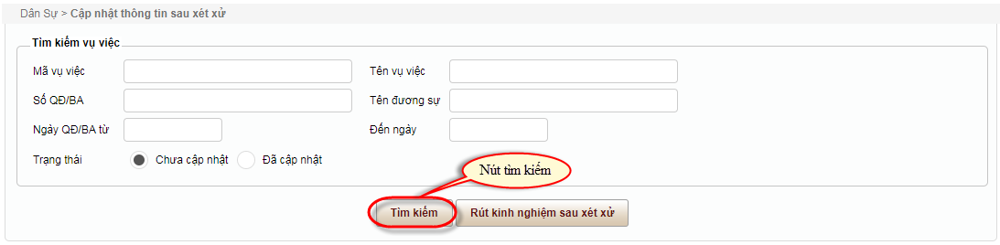 Dân Sự > Cập nhật thông tin sau xét xử
Tìm kiếm vụ việc
Mã vụ việc Tên vụ việc
Số QĐ/BA Tên đương sự
Ngày QĐ/BA từ Đến ngày
Trạng thái Chưa cập nhật Đã cập nhật
Nút tìm kiếm
Tìm kiếm Rút kinh nghiệm sau xét xử